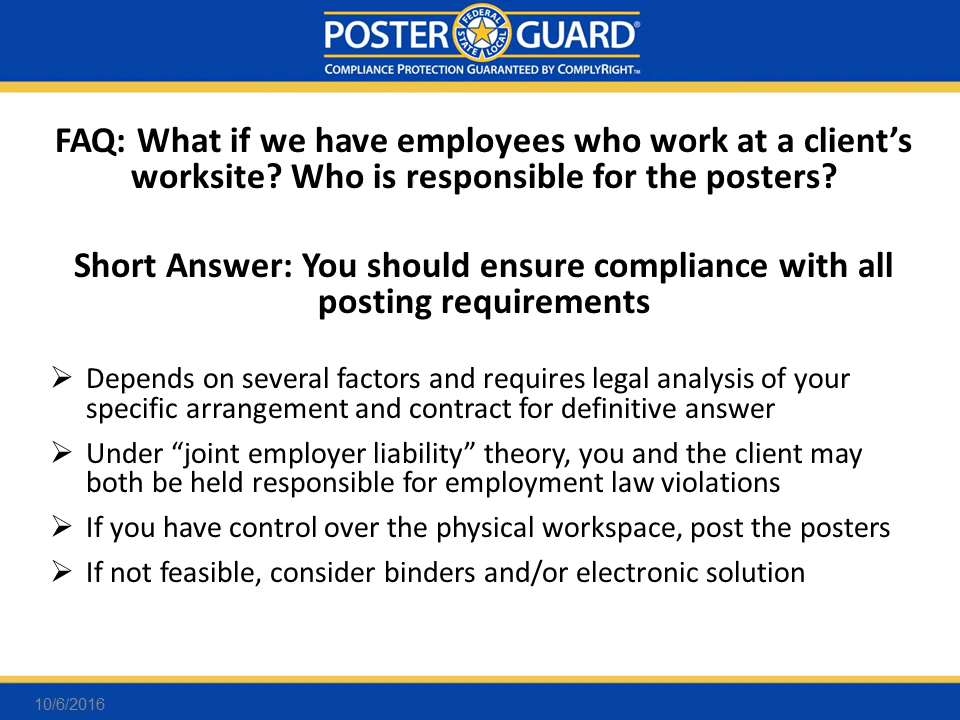 POSTER GUARD®
FEDERAL STATE LOCAL
COMPLIANCE PROTECTION GUARANTEED BY COMPLYRIGHT™
FAQ: What if we have employees who work at a client’s
worksite? Who is responsible for the posters?
Short Answer: You should ensure compliance with all
posting requirements
➢ Depends on several factors and requires legal analysis of your
specific arrangement and contract for definitive answer
➢ Under “joint employer liability” theory, you and the client may
both be held responsible for employment law violations
➢ If you have control over the physical workspace, post the posters
➢ If not feasible, consider binders and/or electronic solution
10/6/2016